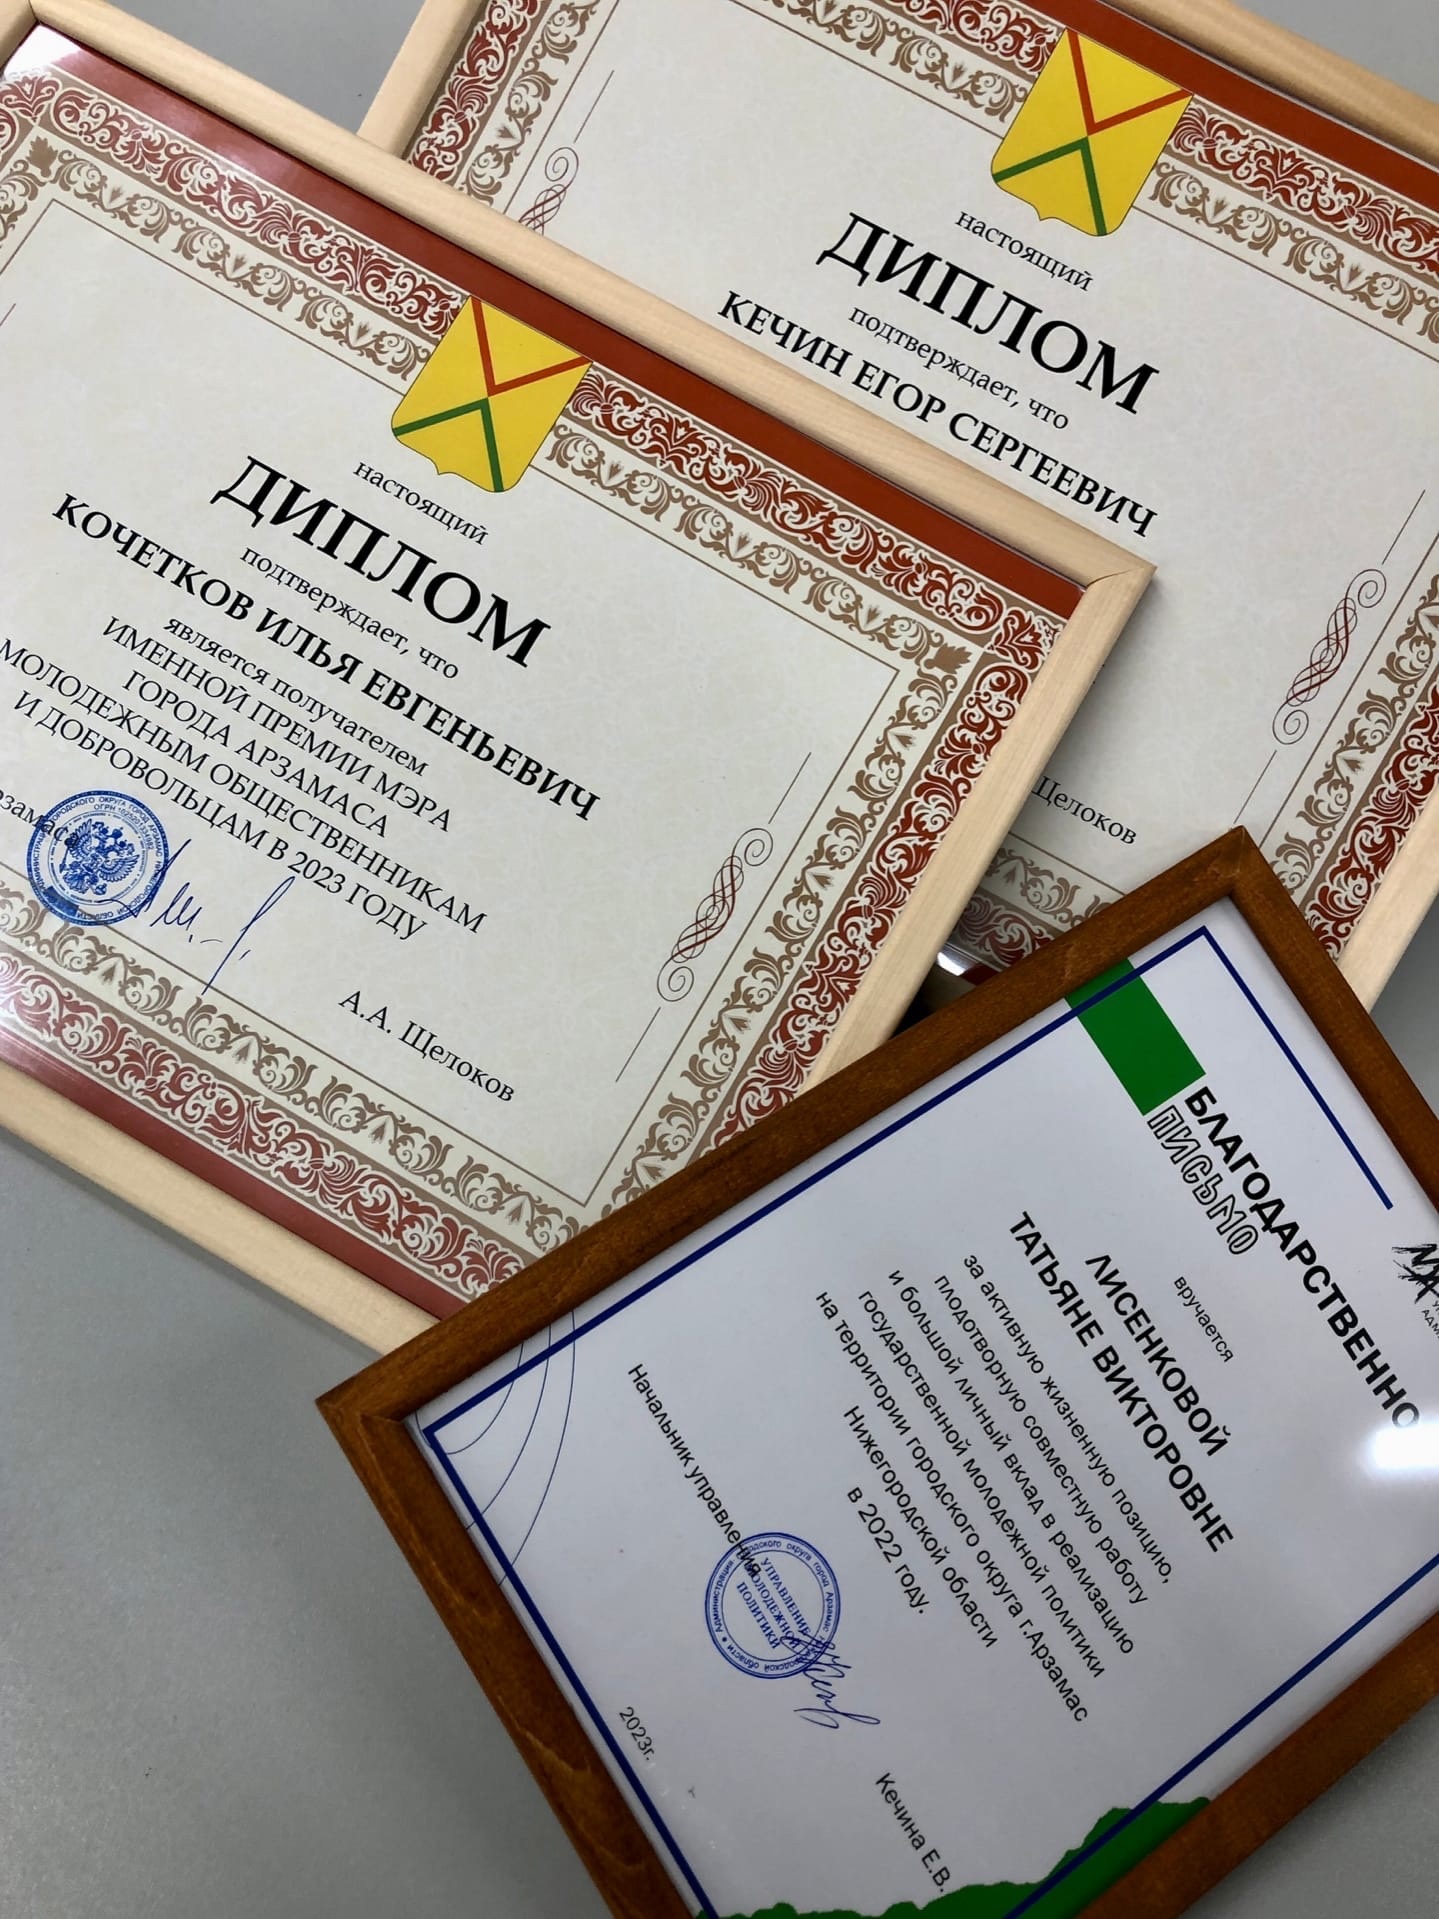 настоящий
ДИПЛОМ
подтверждает, что
КЕЧИН ЕГОР СЕРГЕЕВИЧ
Щелоков
настоящий
ДИПЛОМ
подтверждает, что
КОЧЕТКОВ ИЛЬЯ ЕВГЕНЬЕВИЧ
является получателем
ИМЕННОЙ ПРЕМИИ МЭРА
ГОРОДА АРЗАМАСА
МОЛОДЕЖНЫМ ОБЩЕСТВЕННИКАМ
И ДОБРОВОЛЬЦАМ В 2023 ГОДУ
А.А. Щелоков
БЛАГОДАРСТВЕННО
ПИСЬМО
вручается
ЛИСЕНКОВОЙ
ТАТЬЯНЕ ВИКТОРОВНЕ
за активную жизненную позицию,
плодотворную совместную работу
и большой личный вклад в реализацию
государственной молодежной политики
на территории городского округа г.Арзамас
Нижегородской области
в 2022 году.
Начальник управления
УПРАВЛЕНИЕ
МОЛОДЕЖНОЙ
ПОЛИТИКИ
Кечина Е.В.
2023г.